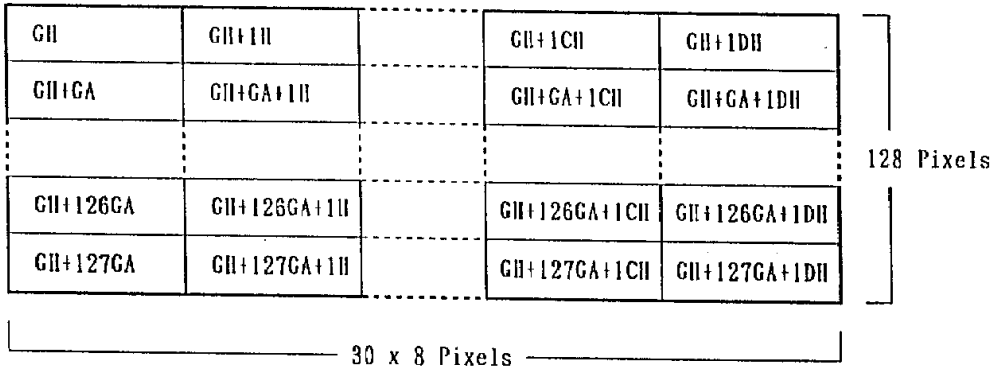 GH GH+1H GH+1CH GH+1DH
GH+GA GH+GA+1H GH+GA+1CH GH+GA+1DH
128 Pixels
GH+126GA GH+126GA+1H GH+126GA+1CH GH+126GA+1DH
GH+127GA GH+127GA+1H GH+127GA+1CH GH+127GA+1DH
30 x 8 Pixels